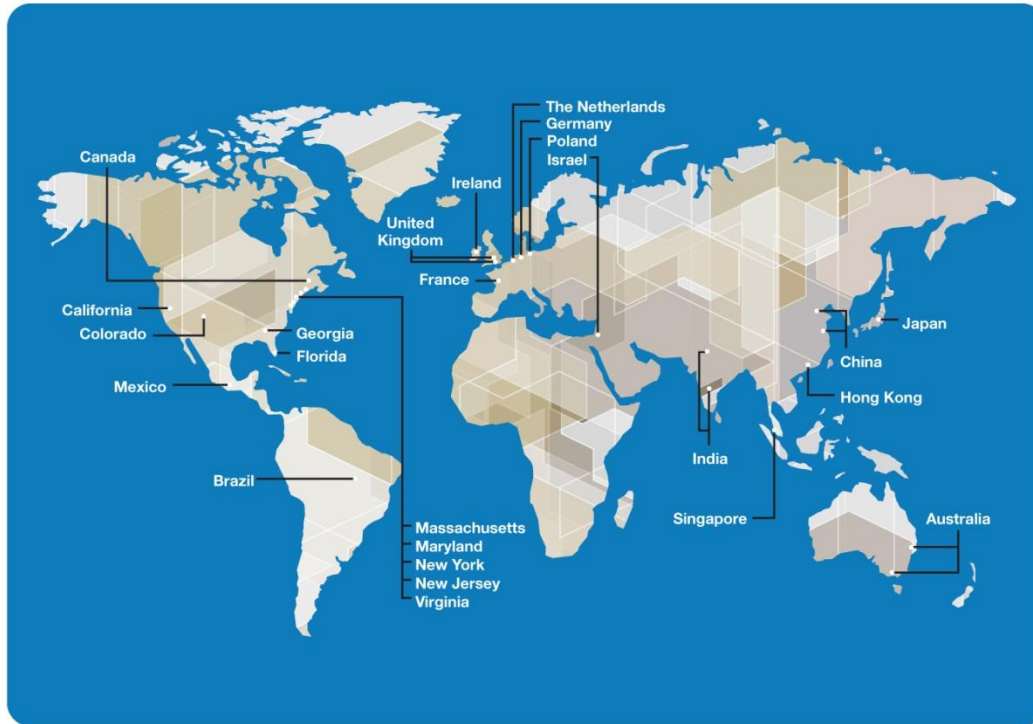 The Netherlands
Germany
Poland
Israel
Canada
Ireland
United
Kingdom
France
California
Colorado
Georgia
Florida
Mexico
Japan
China
Hong Kong
India
Brazil
Singapore
Australia
Massachusetts
Maryland
New York
New Jersey
Virginia